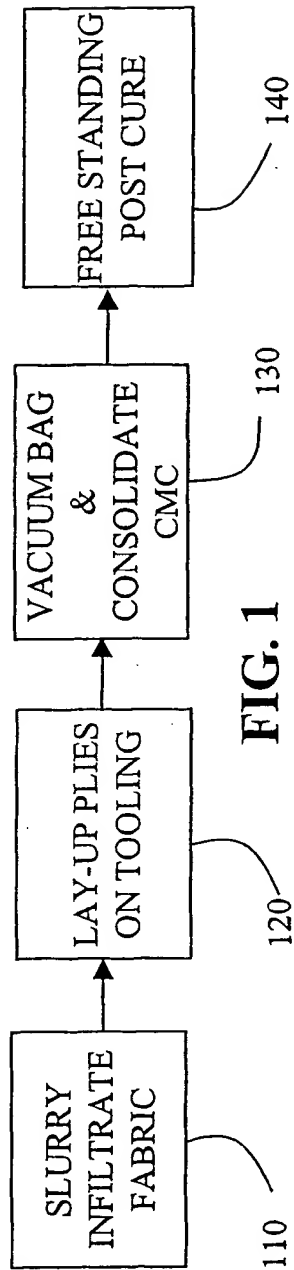 SLURRY
INFILTRATE
FABRIC
110
LAY-UP PLIES
ON TOOLING
120
VACUUM BAG
&
CONSOLIDATE
CMC
130
FREE STANDING
POST CURE
140
FIG. 1